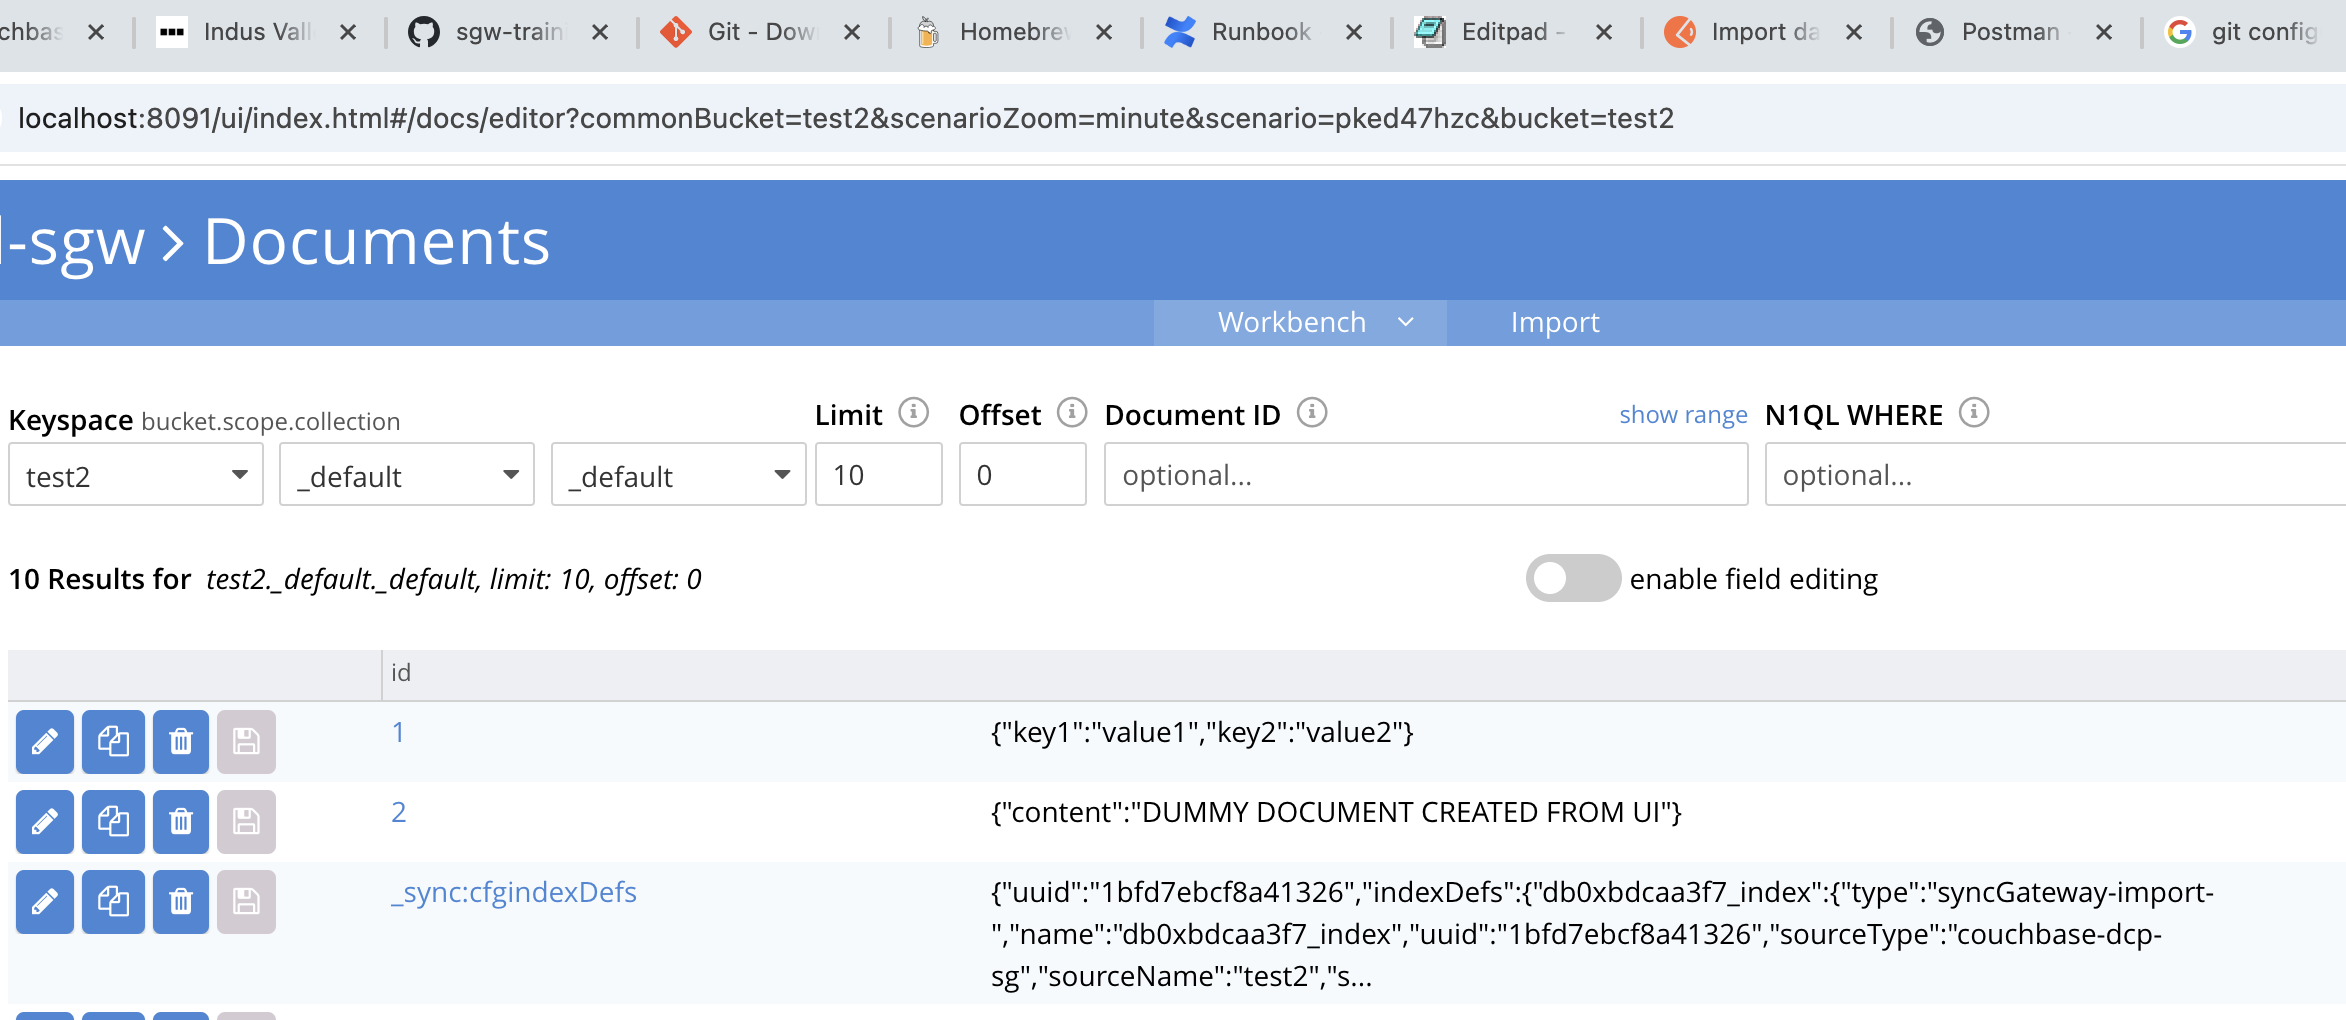 chbas Indus Vall sgw-train Git - Dow Homebrew Runbook Editpad - Import da Postman git config
localhost:8091/ui/index.html#/docs/editor?commonBucket=test2&scenarioZoom=minute&scenario=pked47hzc&bucket=test2
-sgw > Documents
Workbench Import
Keyspace bucket.scope.collection Limit Offset Document ID show range N1QL WHERE
test2 _default _default 10 0 optional... optional...
10 Results for test2._default._default, limit: 10, offset: 0 enable field editing
id
1 {"key1":"value1","key2":"value2"}
2 {"content":"DUMMY DOCUMENT CREATED FROM UI"}
_sync:cfgindexDefs {"uuid":"1bfd7ebcf8a41326","indexDefs":{"db0xbdcaa3f7_index":{"type":"syncGateway-import-
","name":"db0xbdcaa3f7_index","uuid":"1bfd7ebcf8a41326","sourceType":"couchbase-dcp-
sg","sourceName":"test2","s...